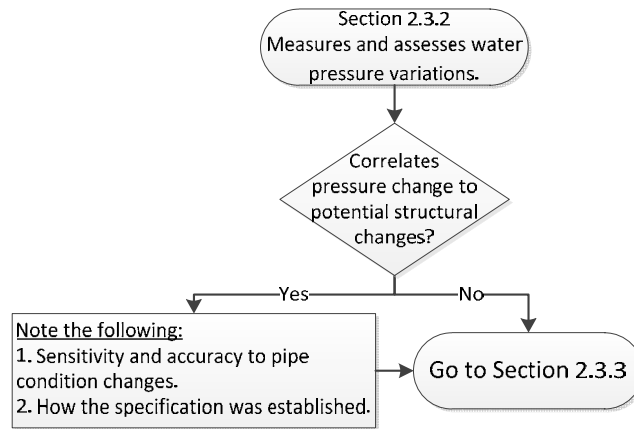 Section 2.3.2
Measures and assesses water
pressure variations.
Correlates
pressure change to
potential structural
changes?
Yes
No
Note the following:
1. Sensitivity and accuracy to pipe
condition changes.
2. How the specification was established.
Go to Section 2.3.3